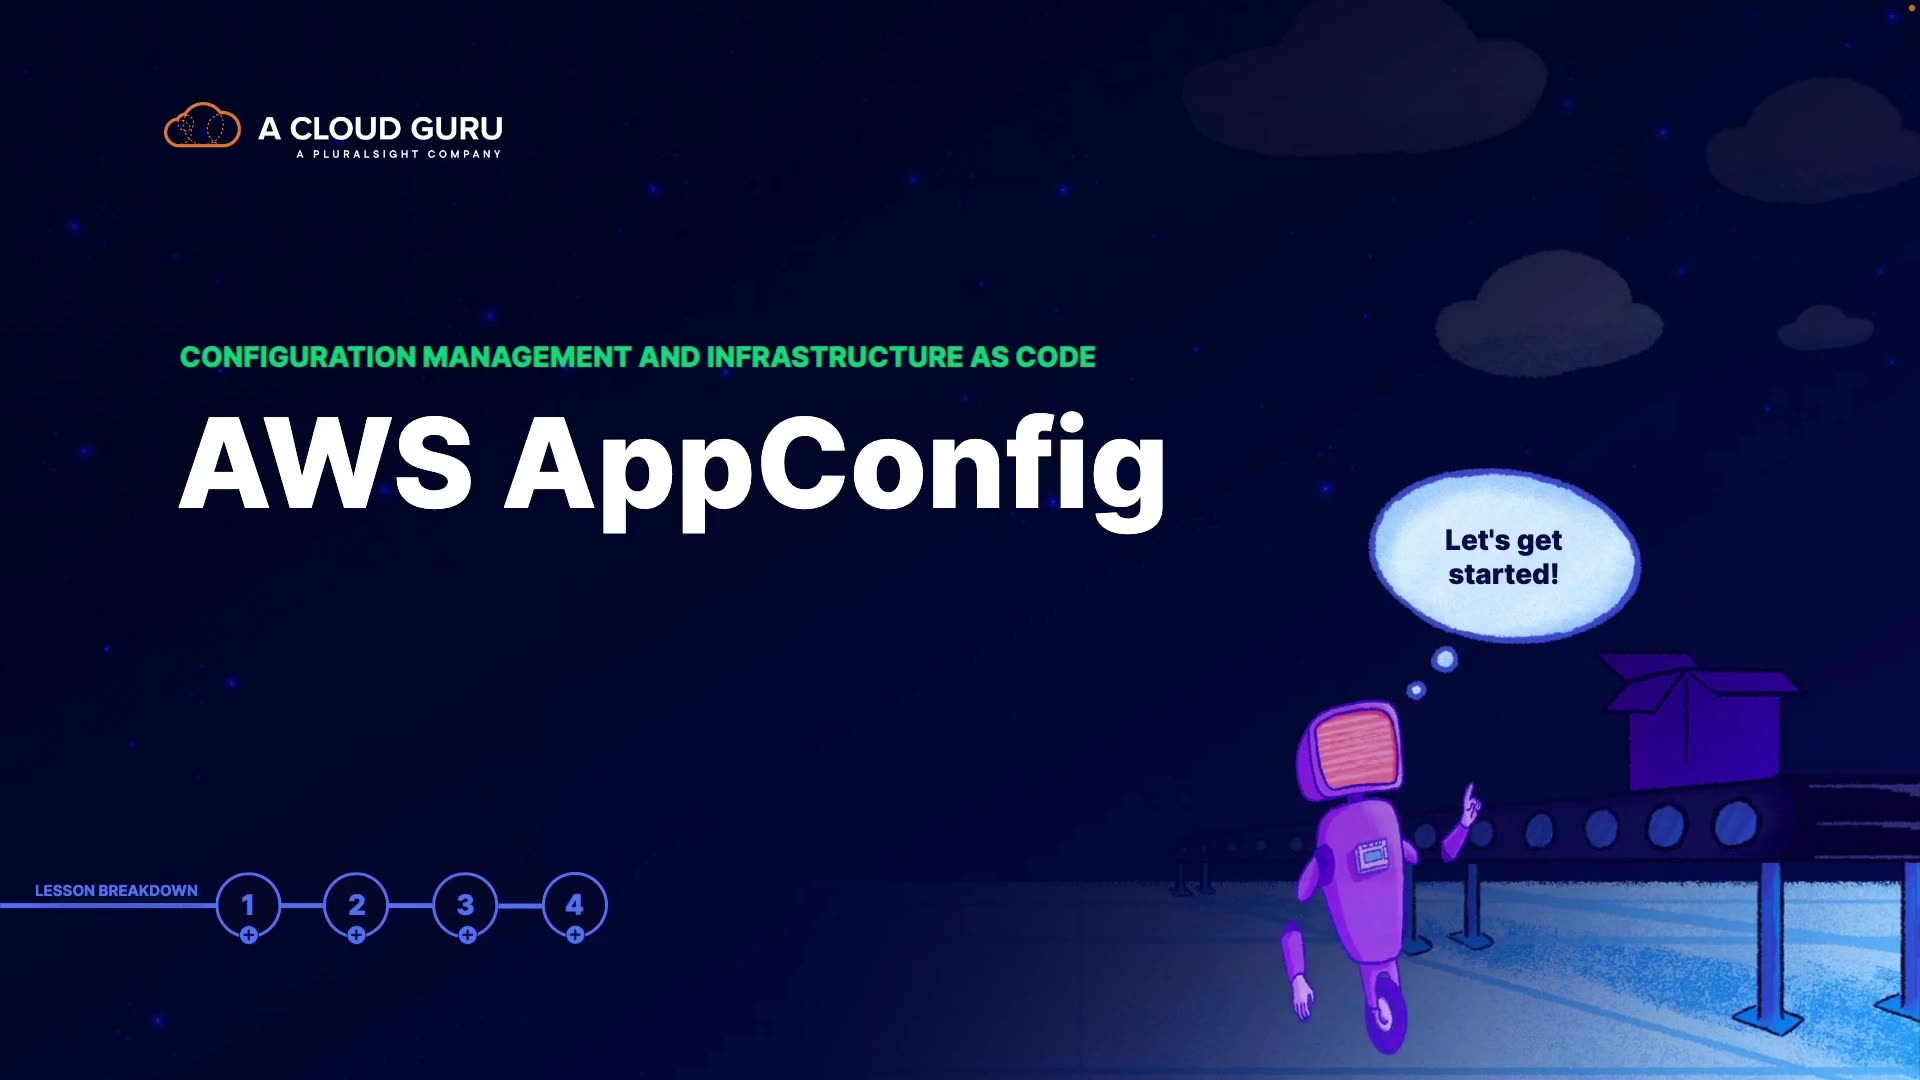 A CLOUD GURU
A PLURALSIGHT COMPANY
CONFIGURATION MANAGEMENT AND INFRASTRUCTURE AS CODE
AWS AppConfig
Let's get
started!
LESSON BREAKDOWN
1 2 3 4